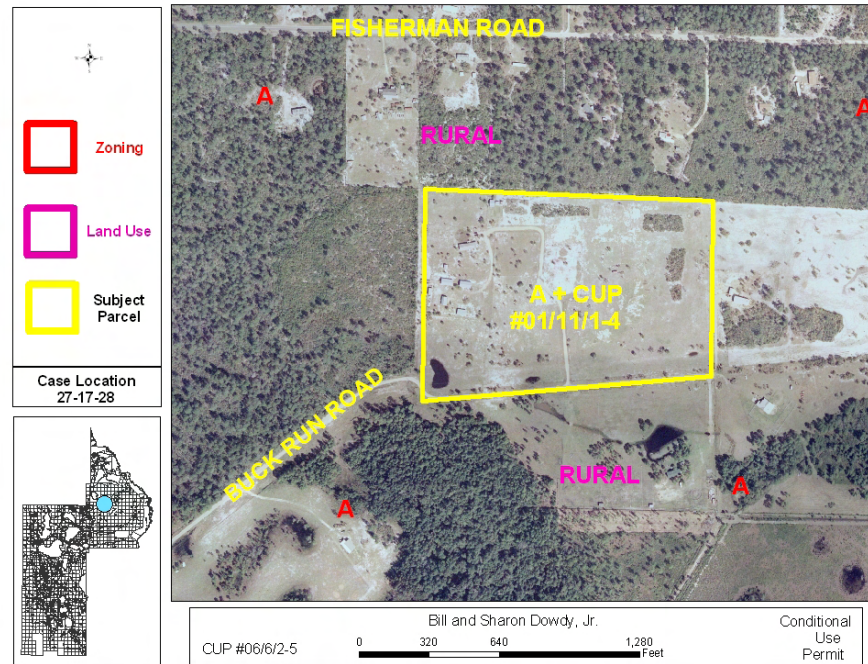 Zoning
Land Use
Subject
Parcel
Case Location
27-17-28
FISHERMAN ROAD
A
A
RURAL
A + CUP
#01/11/1-4
BUCK RUN ROAD
RURAL
A
A
CUP #06/6/2-5
Bill and Sharon Dowdy, Jr.
0 320 640 1,280
Feet
Conditional
Use
Permit